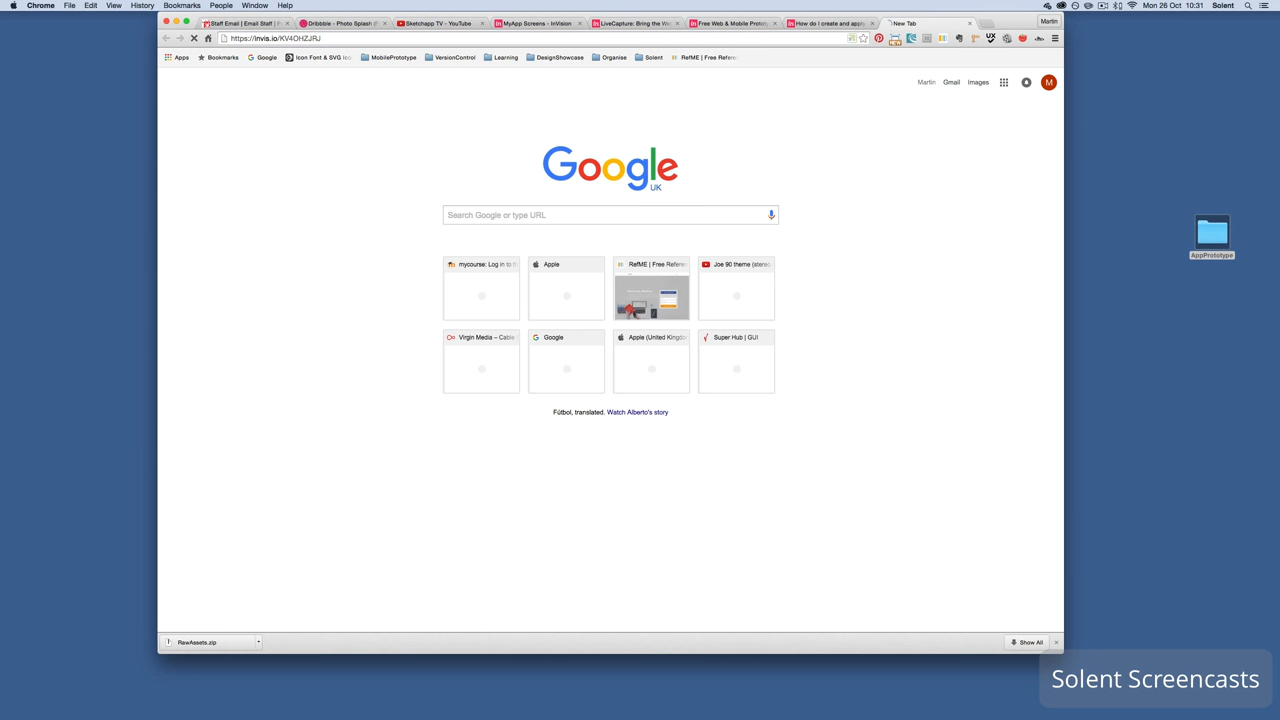 Chrome File Edit View History Bookmarks People Window Help Mon 26 Oct 10:31 Solent
Staff Email | Email Staff | F Dribbble - Photo Splash (F Sketchapp TV - YouTube MyApp Screens - InVision LiveCapture: Bring the We Free Web & Mobile Prototy How do I create and apply New Tab Martin
https://invis.io/KV4OHZJRJ
Apps Bookmarks Google Icon Font & SVG Ico MobilePrototype VersionControl Learning DesignShowcase Organise Solent RefME | Free Refere
Martin Gmail Images M
Google
UK
Search Google or type URL
mycourse: Log in to th Apple RefME | Free Refere Joe 90 theme (stereo
Virgin Media – Cable Google Apple (United Kingdo Super Hub | GUI
Fútbol, translated. Watch Alberto's story
AppPrototype
RawAssets.zip Show All
Solent Screencasts